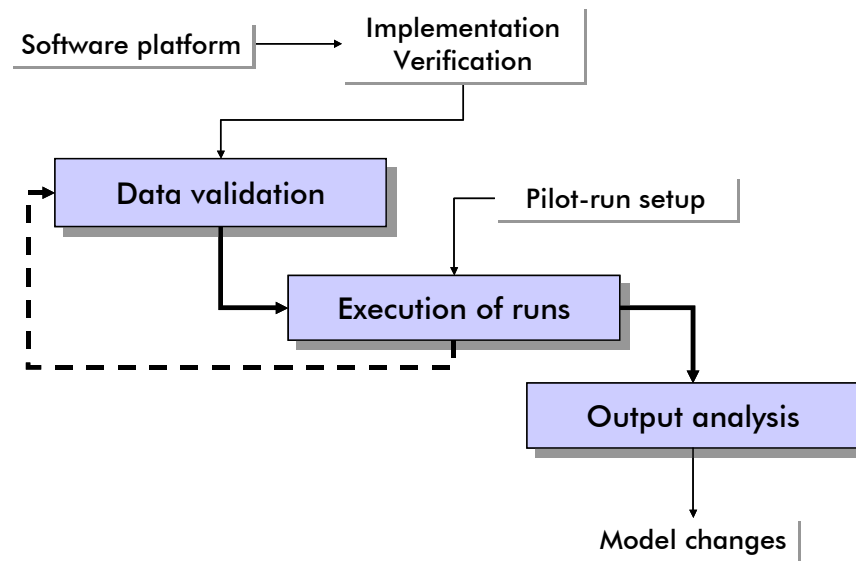 Software platform
Implementation
Verification
Data validation
Pilot-run setup
Execution of runs
Output analysis
Model changes